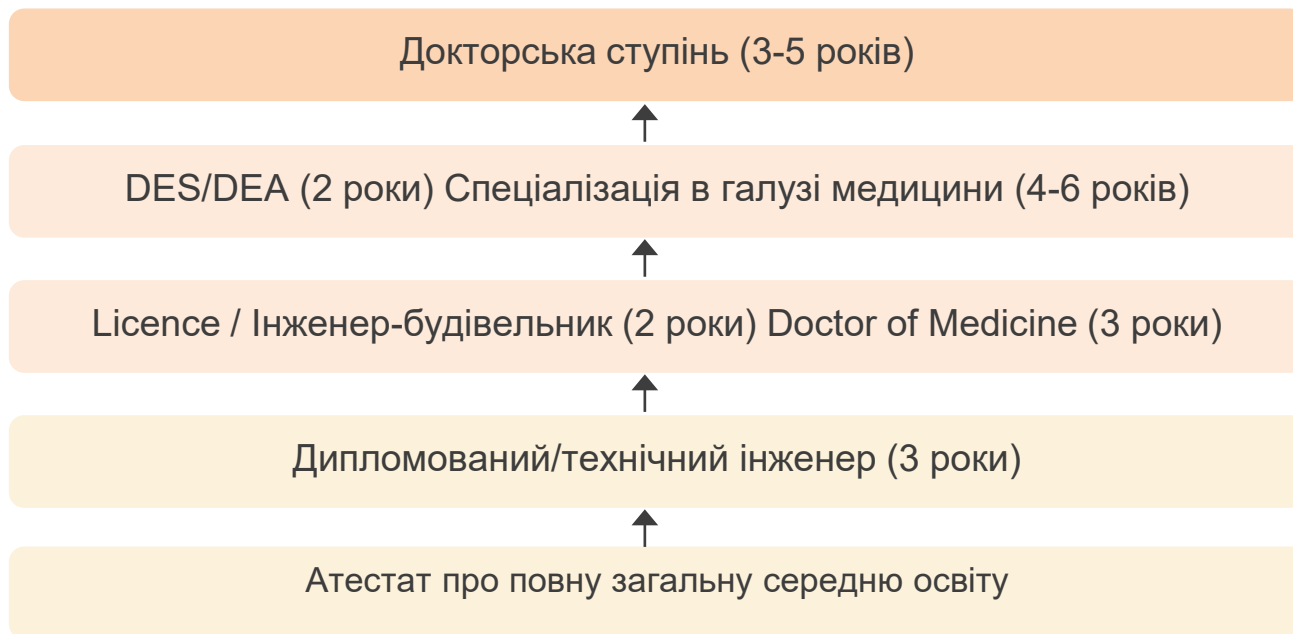 Докторська ступінь (3-5 років)
DES/DEA (2 роки) Спеціалізація в галузі медицини (4-6 років)
Licence / Інженер-будівельник (2 роки) Doctor of Medicine (3 роки)
Дипломований/технічний інженер (3 роки)
Атестат про повну загальну середню освіту